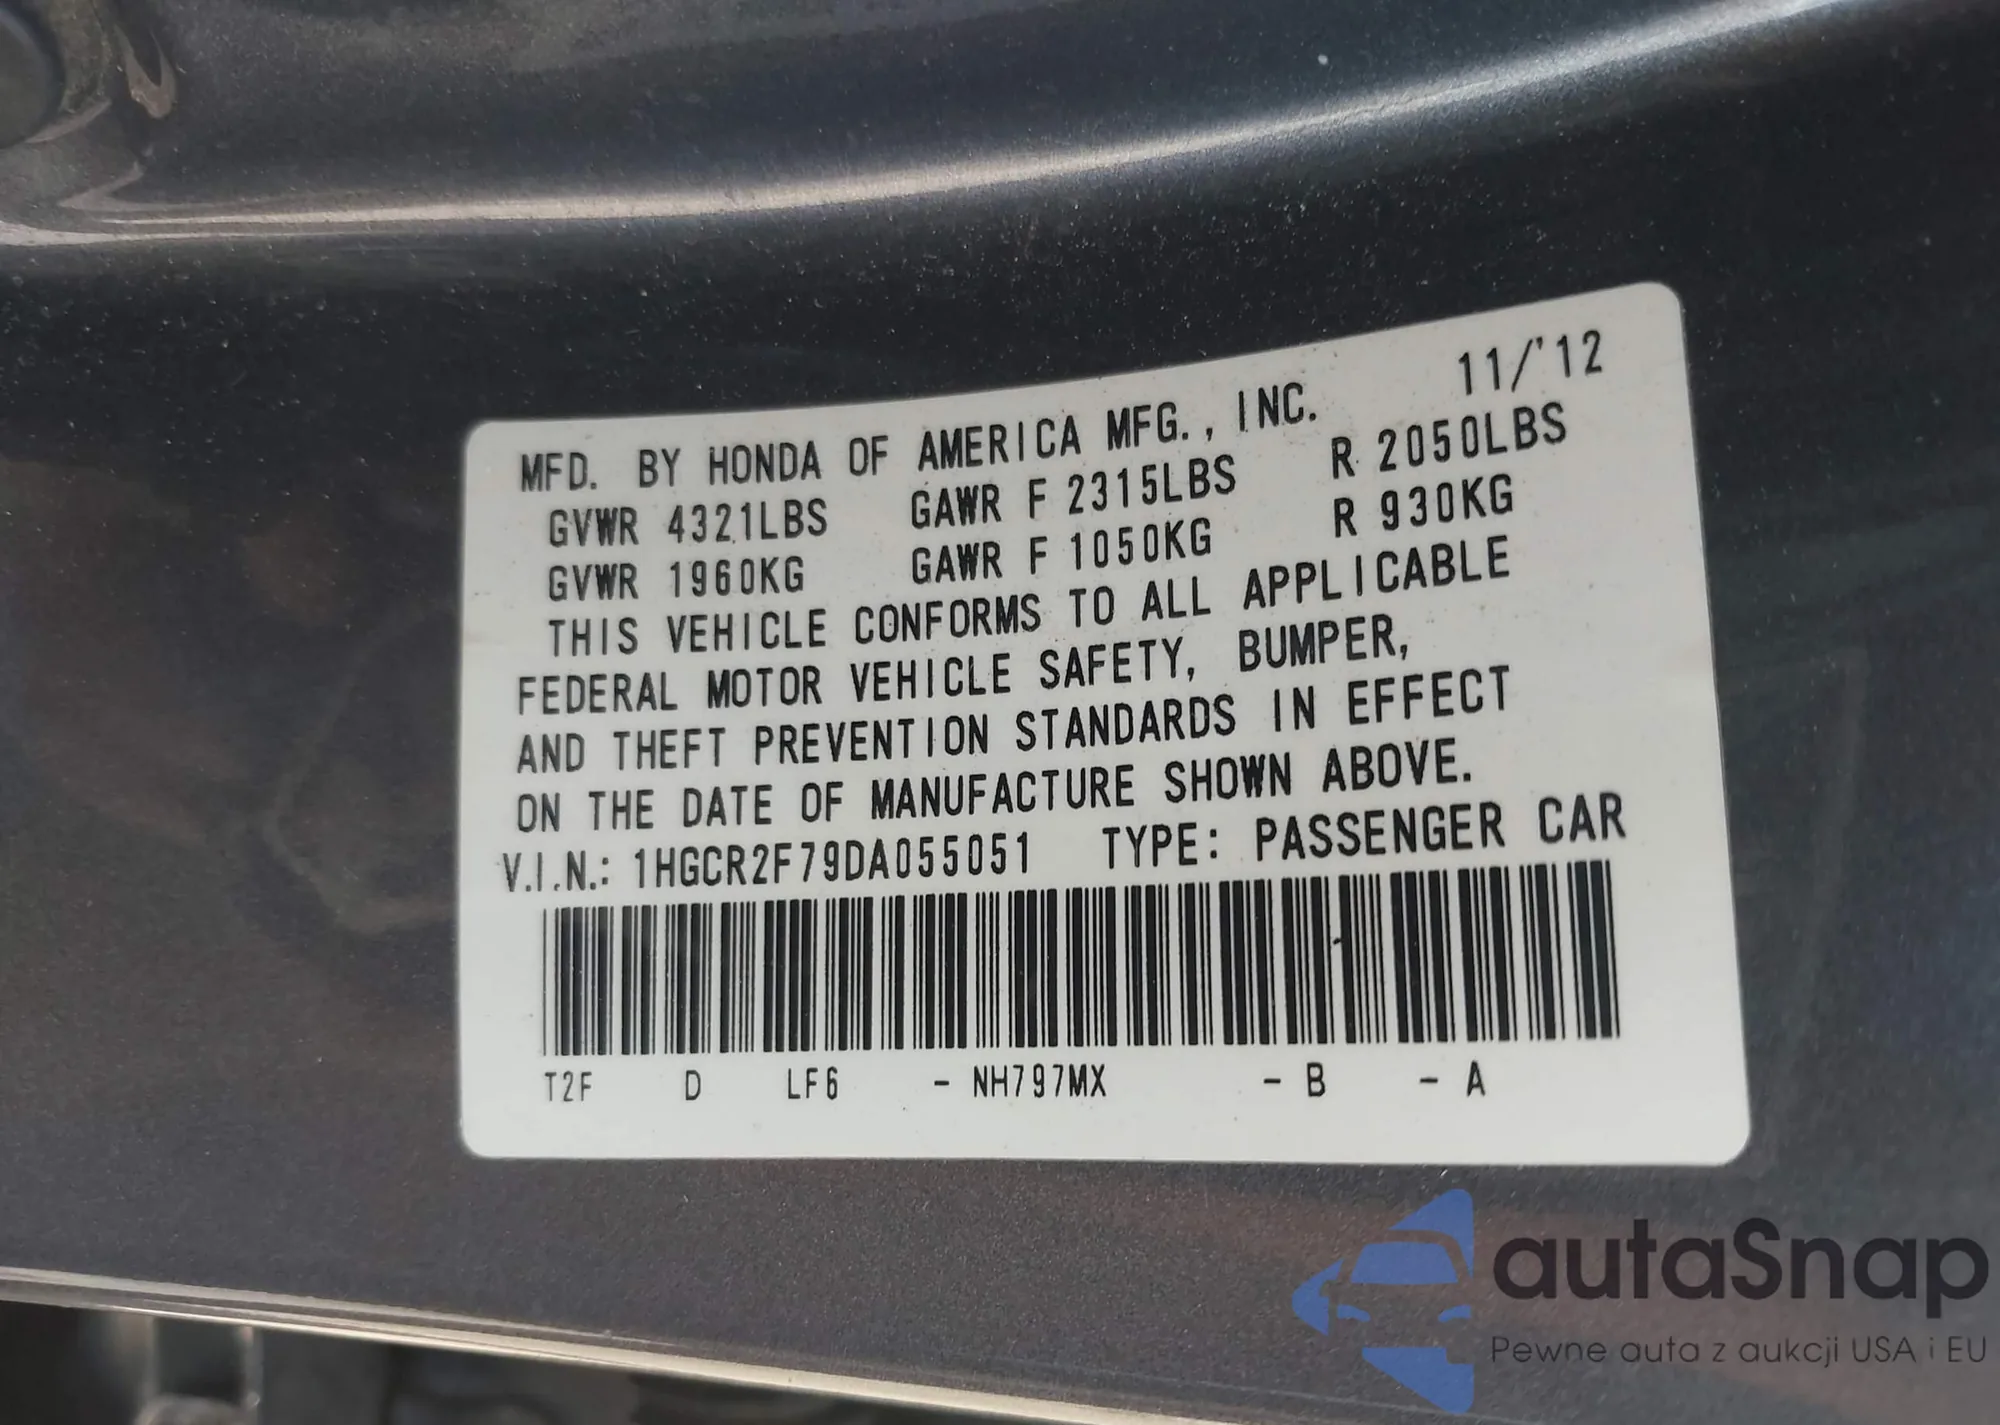 11/'12
MFD. BY HONDA OF AMERICA MFG., INC.
GVWR 4321LBS GAWR F 2315LBS R 2050LBS
GVWR 1960KG GAWR F 1050KG R 930KG
THIS VEHICLE CONFORMS TO ALL APPLICABLE
FEDERAL MOTOR VEHICLE SAFETY, BUMPER,
AND THEFT PREVENTION STANDARDS IN EFFECT
ON THE DATE OF MANUFACTURE SHOWN ABOVE.
V.I.N.: 1HGCR2F79DA055051 TYPE: PASSENGER CAR
T2F D LF6 - NH797MX - B - A
autaSnap
Pewne auta z aukcji USA i EU